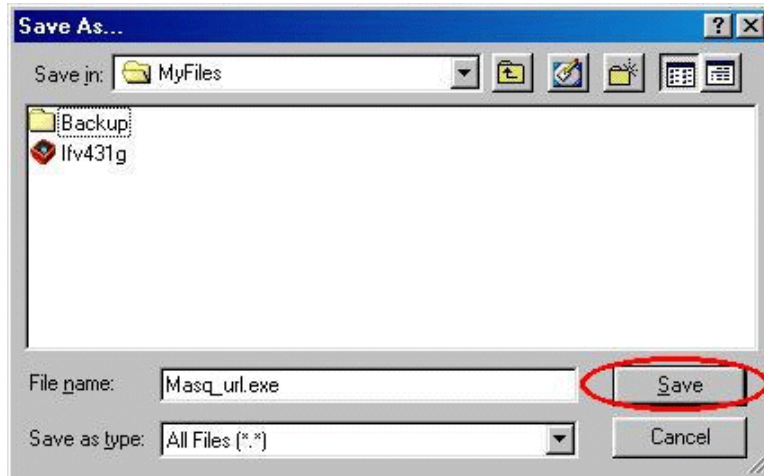 Save As...
Save in: MyFiles
Backup
lfv431g
File name: Masq_url.exe Save
Save as type: All Files (*.*) Cancel